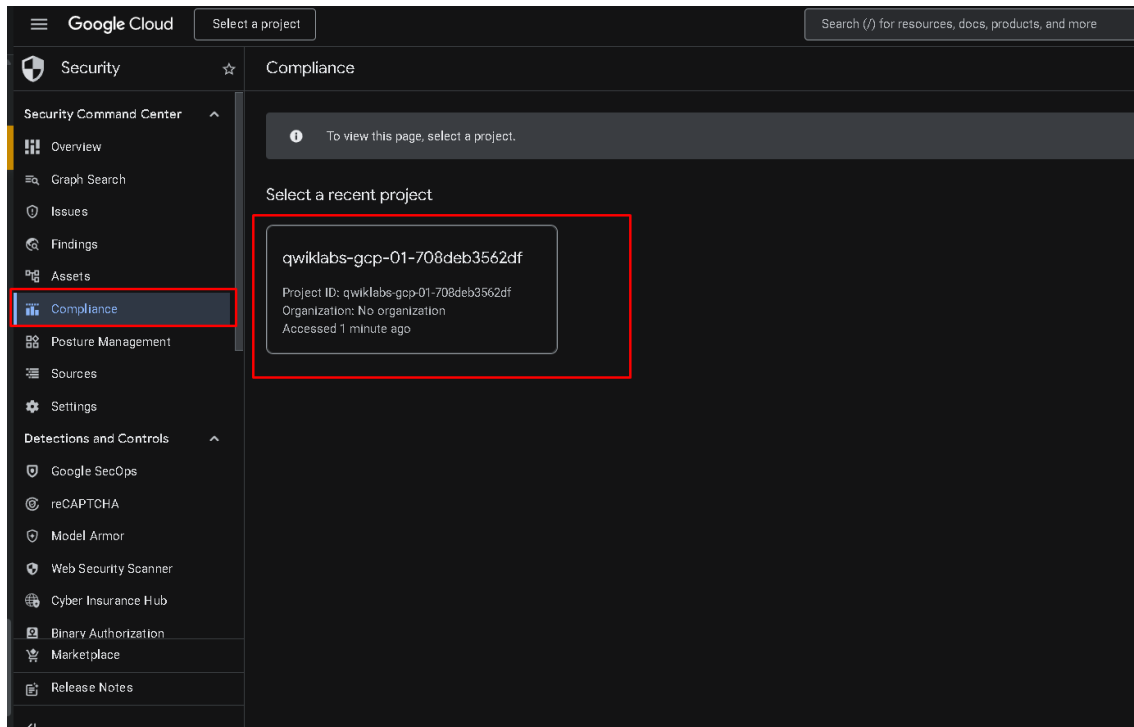 Google Cloud
Select a project
Search (/) for resources, docs, products, and more
Security
Compliance
Security Command Center
Overview
Graph Search
Issues
Findings
Assets
Compliance
Posture Management
Sources
Settings
Detections and Controls
Google SecOps
reCAPTCHA
Model Armor
Web Security Scanner
Cyber Insurance Hub
Binary Authorization
Marketplace
Release Notes
To view this page, select a project.
Select a recent project
qwiklabs-gcp-01-708deb3562df
Project ID: qwiklabs-gcp-01-708deb3562df
Organization: No organization
Accessed 1 minute ago